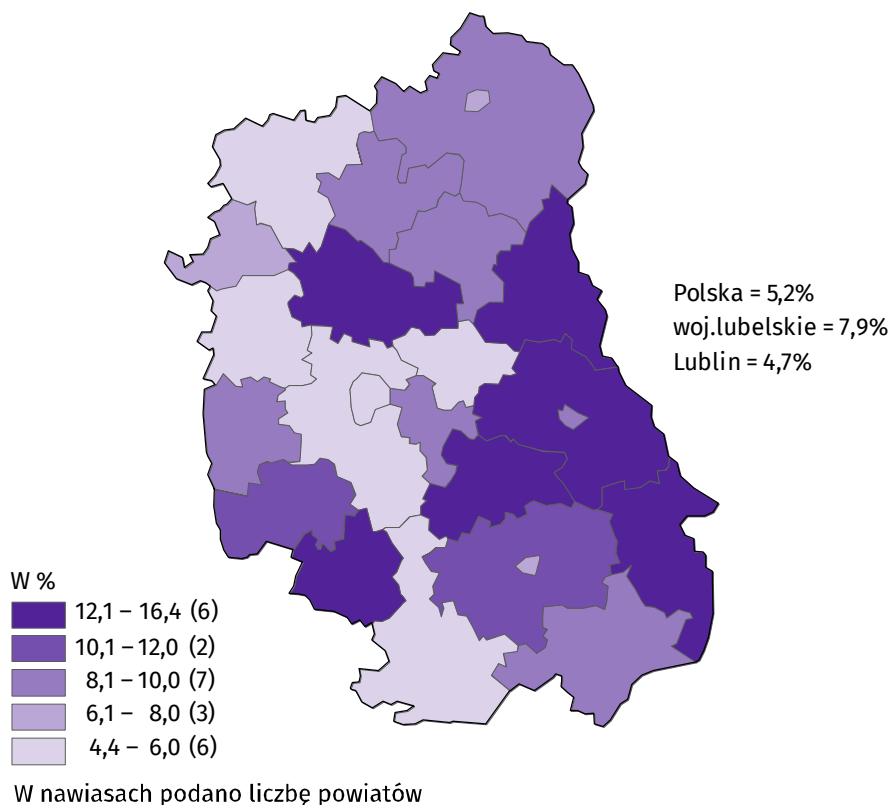 Polska = 5,2%
woj.lubelskie = 7,9%
Lublin = 4,7%
W %
12,1 – 16,4 (6)
10,1 – 12,0 (2)
8,1 – 10,0 (7)
6,1 – 8,0 (3)
4,4 – 6,0 (6)
W nawiasach podano liczbę powiatów